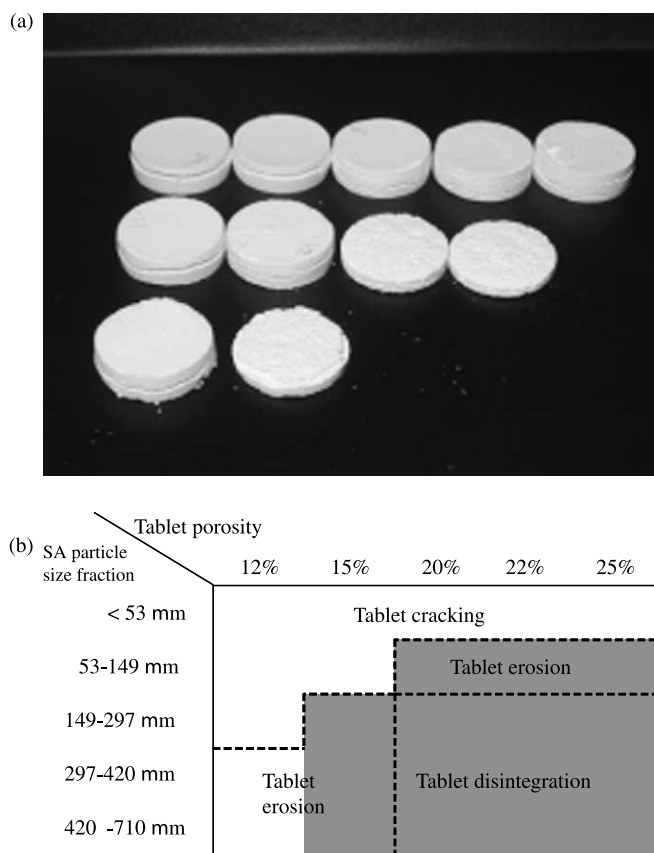 (a)
(b)
Tablet porosity
SA particle
size fraction
12% 15% 20% 22% 25%
< 53 mm
Tablet cracking
53-149 mm
Tablet erosion
149-297 mm
297-420 mm
Tablet
erosion
Tablet disintegration
420 -710 mm